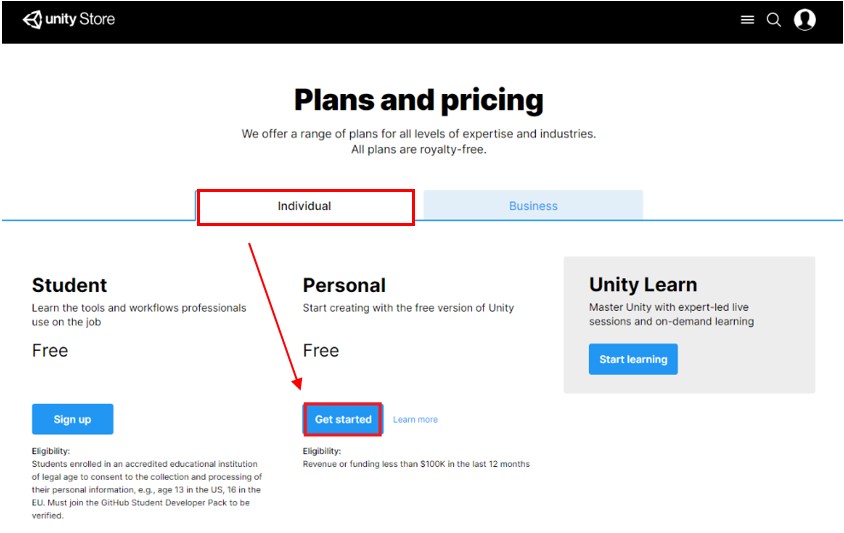 unity Store
Plans and pricing
We offer a range of plans for all levels of expertise and industries.
All plans are royalty-free.
Individual
Business
Student
Learn the tools and workflows professionals
use on the job
Free
Sign up
Eligibility:
Students enrolled in an accredited educational institution
of legal age to consent to the collection and processing of
their personal information, e.g., age 13 in the US, 16 in the
EU. Must join the GitHub Student Developer Pack to be
verified.
Personal
Start creating with the free version of Unity
Free
Get started
Learn more
Eligibility:
Revenue or funding less than $100K in the last 12 months
Unity Learn
Master Unity with expert-led live
sessions and on-demand learning
Start learning